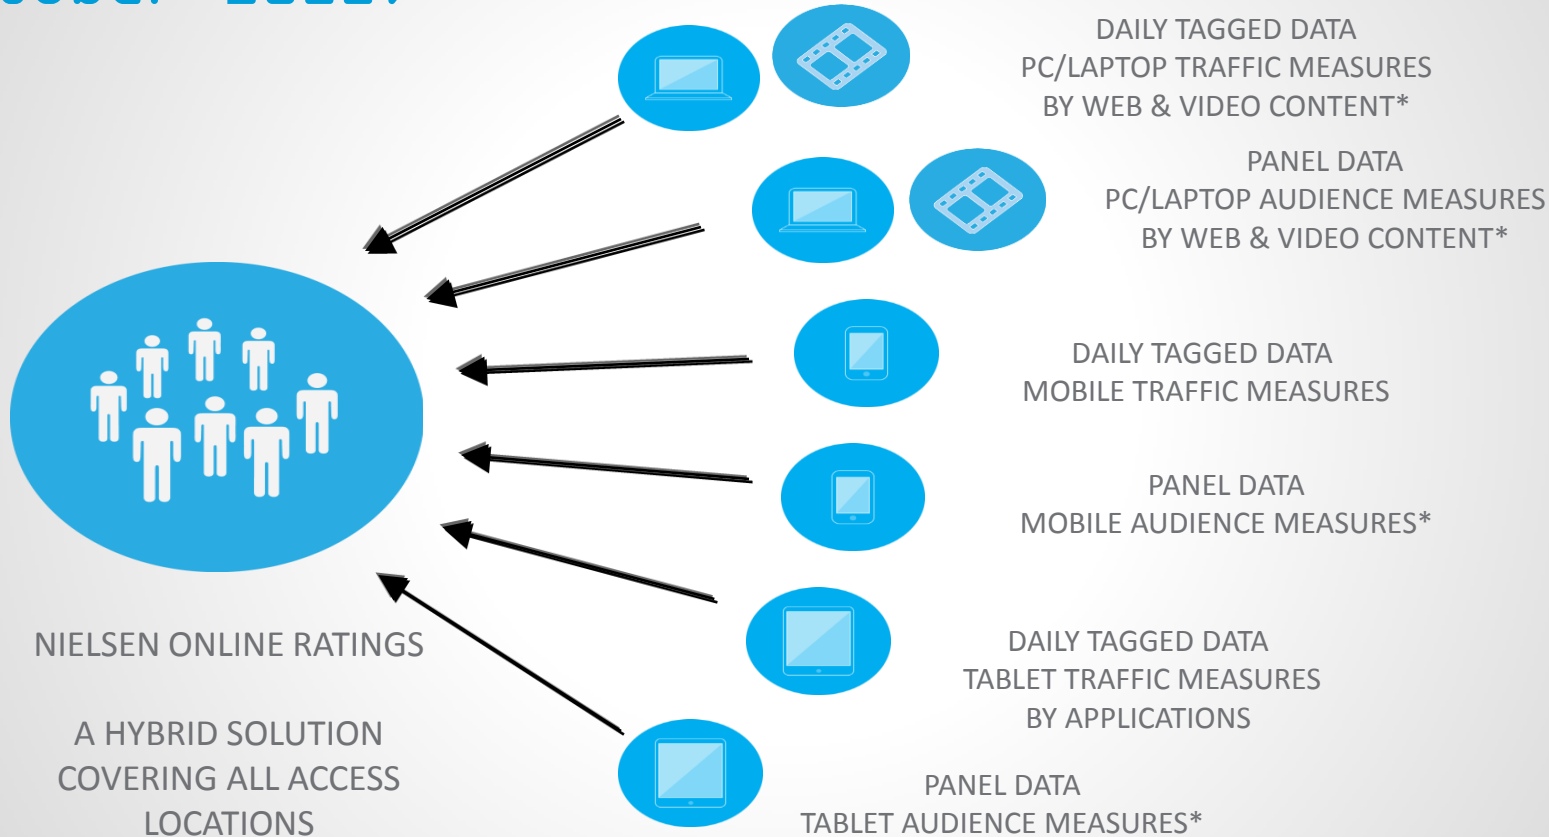 DAILY TAGGED DATA
PC/LAPTOP TRAFFIC MEASURES
BY WEB & VIDEO CONTENT*
PANEL DATA
PC/LAPTOP AUDIENCE MEASURES
BY WEB & VIDEO CONTENT*
DAILY TAGGED DATA
MOBILE TRAFFIC MEASURES
PANEL DATA
MOBILE AUDIENCE MEASURES*
DAILY TAGGED DATA
TABLET TRAFFIC MEASURES
BY APPLICATIONS
PANEL DATA
TABLET AUDIENCE MEASURES*
NIELSEN ONLINE RATINGS
A HYBRID SOLUTION
COVERING ALL ACCESS
LOCATIONS